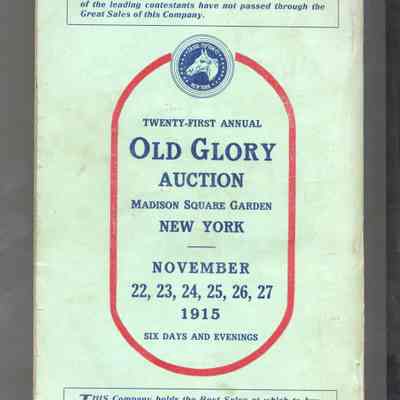 of the leading contestants have not passed through the
Great Sales of this Company.
NEW YORK
TWENTY-FIRST ANNUAL
OLD GLORY
AUCTION
MADISON SQUARE GARDEN
NEW YORK
NOVEMBER
22, 23, 24, 25, 26, 27
1915
SIX DAYS AND EVENINGS
THIS Company holds the Best Sales at which to buy